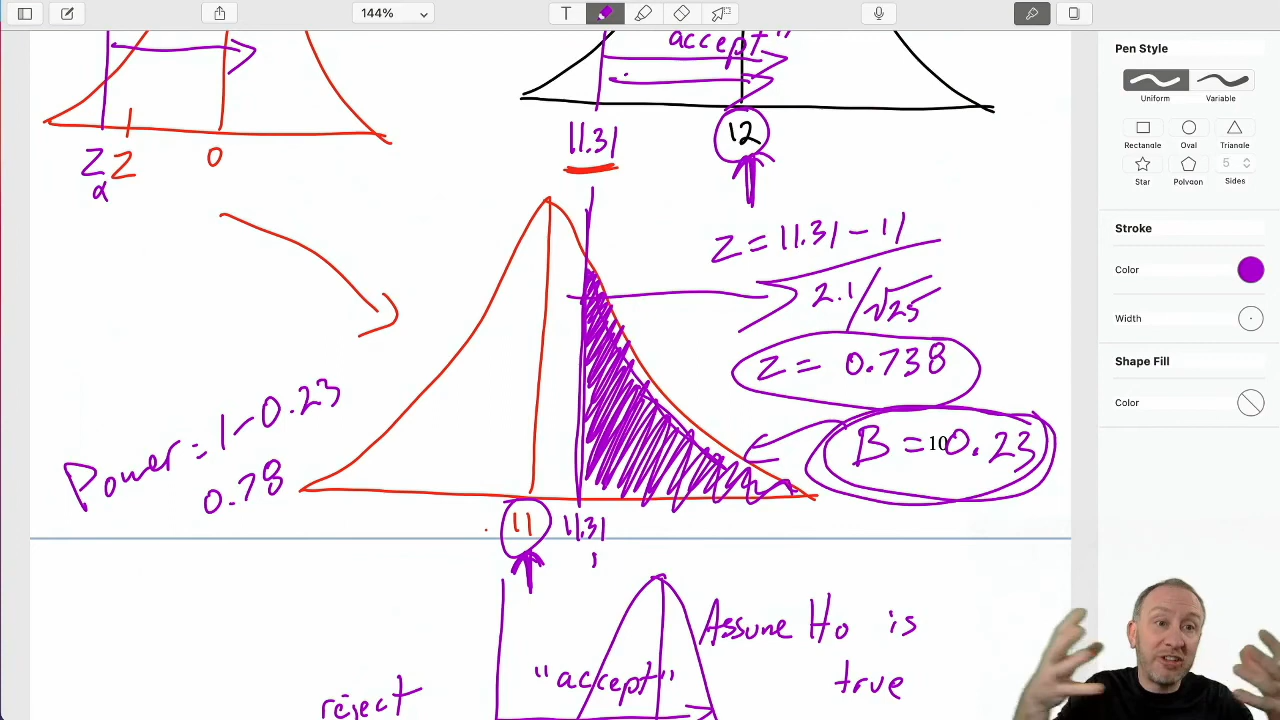 144%
T
Pen Style
Uniform
Variable
Rectangle
Oval
Triangle
Star
Polygon
5
Sides
Stroke
Color
Width
Shape Fill
Color
accept"
Zα
Z
0
11.31
12
Z = 11.31 - 11
2.1/√25
Z = 0.738
B = 0.23
10
Power = 1 - 0.23
0.78
11
11.31
"accept"
Assume Ho is
true
reject